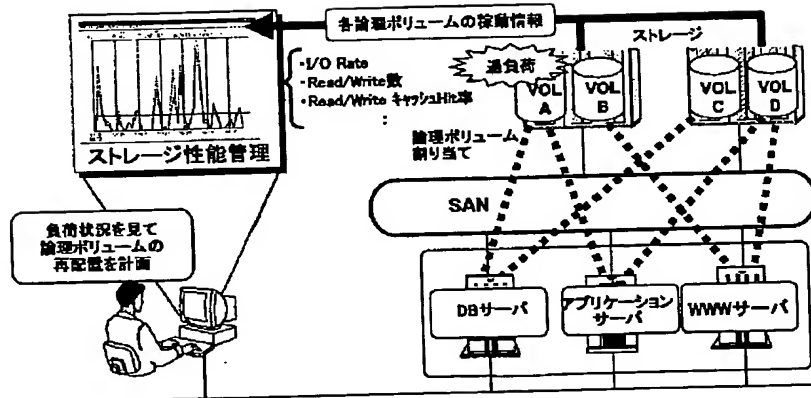 各論理ボリュームの稼動情報
ストレージ
・I/O Rate
・Read/Write数
・Read/Write キャッシュHit率
:
過負荷
VOL
A
VOL
B
VOL
C
VOL
D
ストレージ性能管理
論理ボリューム
割り当て
SAN
負荷状況を見て
論理ボリュームの
再配置を計画
DBサーバ
アプリケーション
サーバ
WWWサーバ